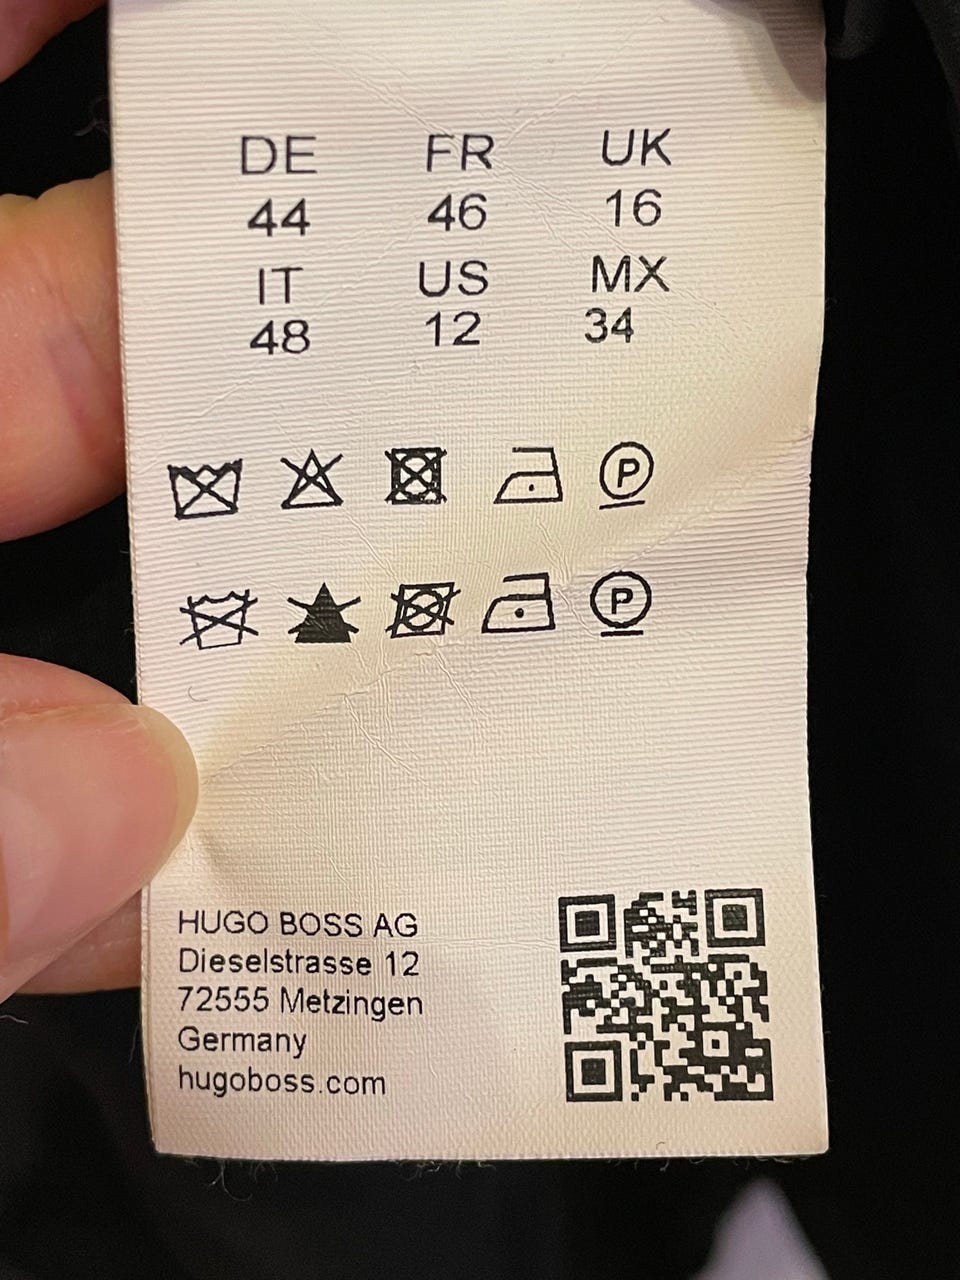 DE FR UK
44 46 16
IT US MX
48 12 34
P
P
HUGO BOSS AG
Dieselstrasse 12
72555 Metzingen
Germany
hugoboss.com